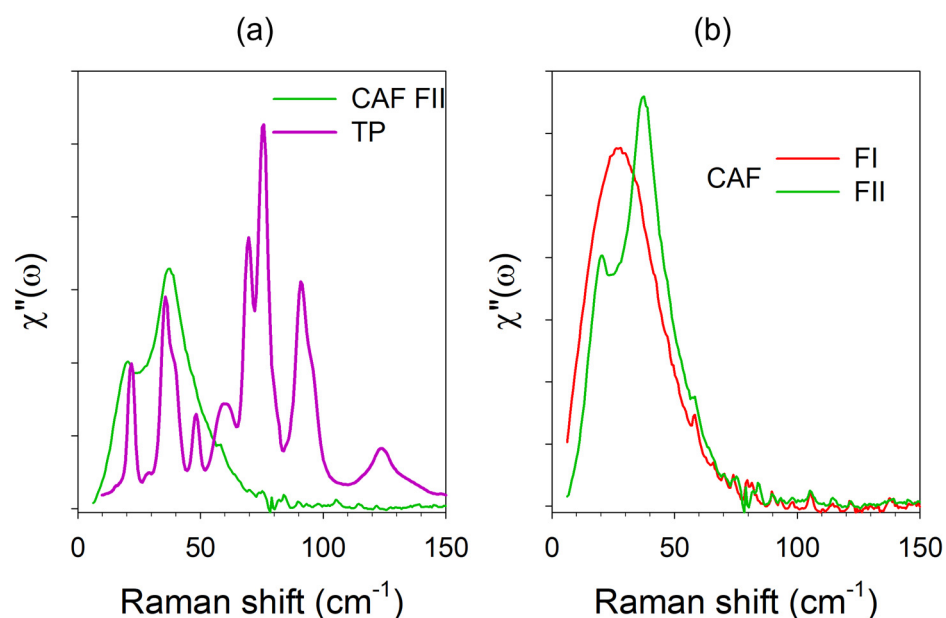 (a)
CAF FII
TP
χ"(ω)
0 50 100 150
Raman shift (cm-1)
(b)
CAF
FI
FII
χ"(ω)
0 50 100 150
Raman shift (cm-1)